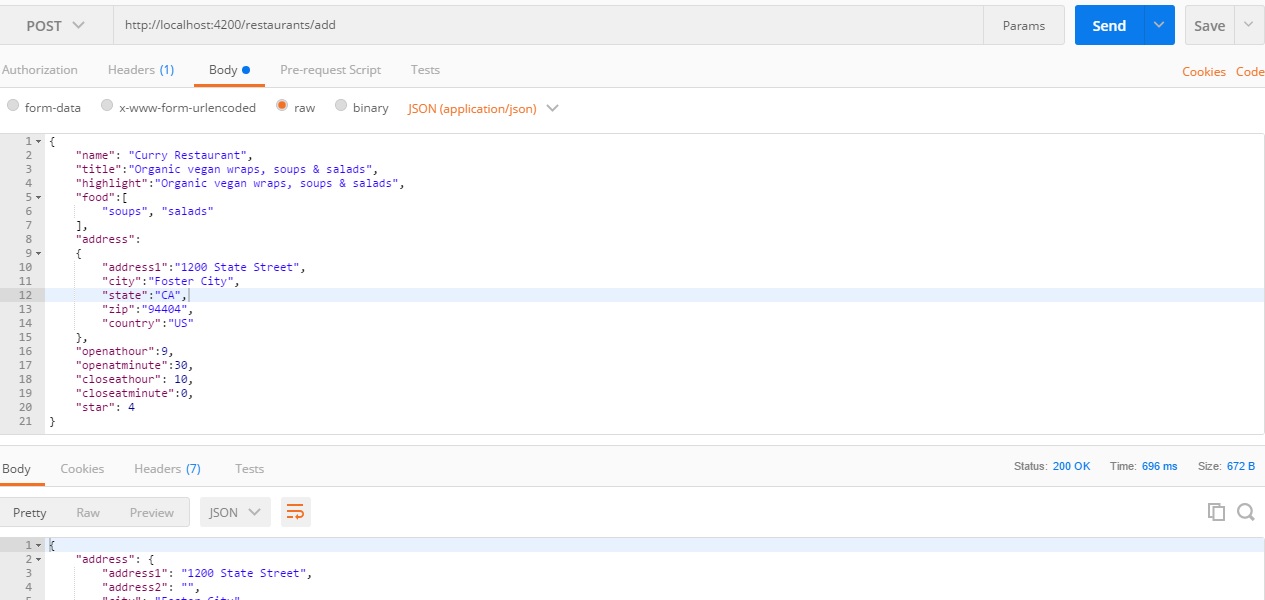 POST http://localhost:4200/restaurants/add Params Send Save
Authorization Headers (1) Body Pre-request Script Tests Cookies Code
form-data x-www-form-urlencoded raw binary JSON (application/json)
1 {
2 "name": "Curry Restaurant",
3 "title":"Organic vegan wraps, soups & salads",
4 "highlight":"Organic vegan wraps, soups & salads",
5 "food":[
6 "soups", "salads"
7 ],
8 "address":
9 {
10 "address1":"1200 State Street",
11 "city":"Foster City",
12 "state":"CA",
13 "zip":"94404",
14 "country":"US"
15 },
16 "openathour":9,
17 "openatminute":30,
18 "closeathour": 10,
19 "closeatminute":0,
20 "star": 4
21 }
Body Cookies Headers (7) Tests Status: 200 OK Time: 696 ms Size: 672 B
Pretty Raw Preview JSON
1 {
2 "address": {
3 "address1": "1200 State Street",
4 "address2": "",
5 "city": "Foster City"